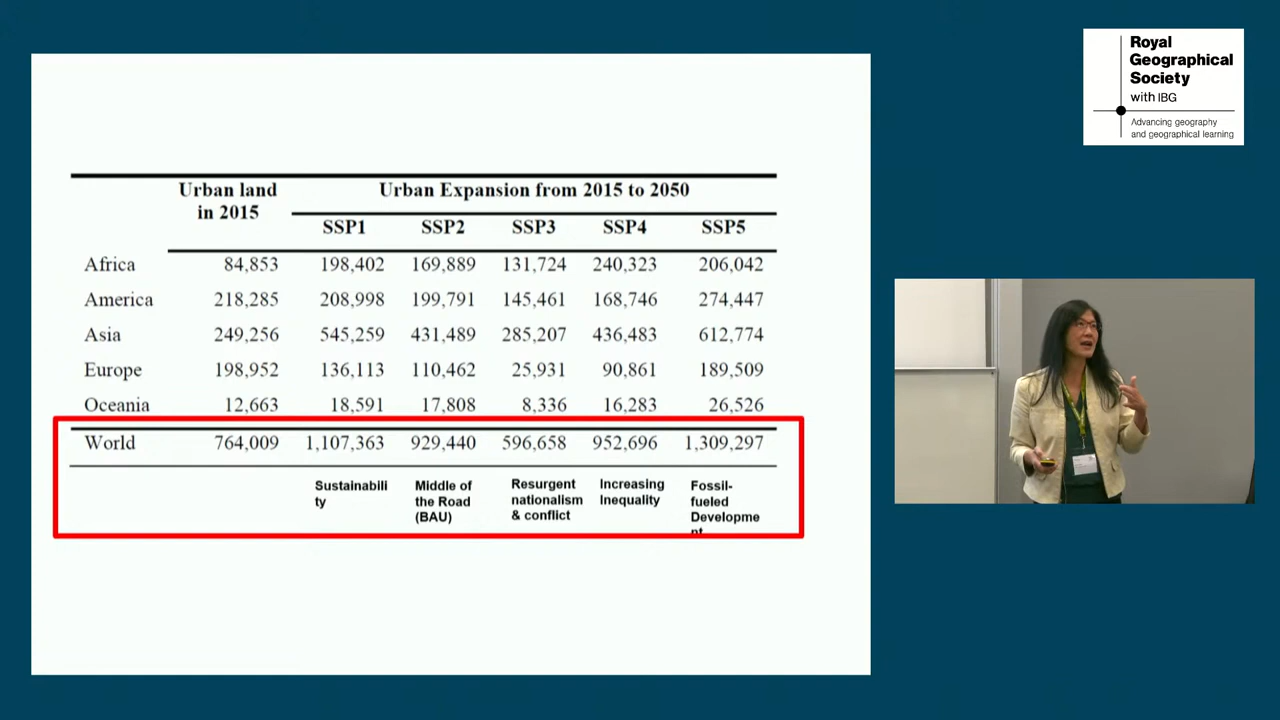 Royal
Geographical
Society
with IBG
Advancing geography
and geographical learning
Urban land
in 2015
Urban Expansion from 2015 to 2050
SSP1 SSP2 SSP3 SSP4 SSP5
Africa 84,853 198,402 169,889 131,724 240,323 206,042
America 218,285 208,998 199,791 145,461 168,746 274,447
Asia 249,256 545,259 431,489 285,207 436,483 612,774
Europe 198,952 136,113 110,462 25,931 90,861 189,509
Oceania 12,663 18,591 17,808 8,336 16,283 26,526
World 764,009 1,107,363 929,440 596,658 952,696 1,309,297
Sustainabili
ty
Middle of
the Road
(BAU)
Resurgent
nationalism
& conflict
Increasing
Inequality
Fossil-
fueled
Developme
nt